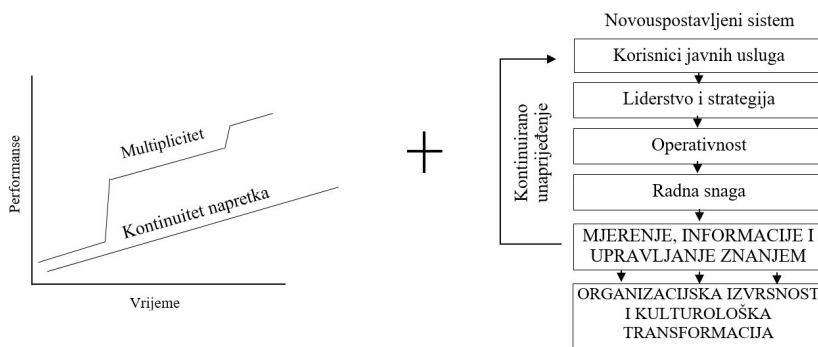 Performanse
Multiplicitet
Kontinuitet napretka
Vrijeme
+
Novouspostavljeni sistem
Kontinuirano
unaprijeđenje
Korisnici javnih usluga
Liderstvo i strategija
Operativnost
Radna snaga
MJERENJE, INFORMACIJE I
UPRAVLJANJE ZNANJEM
ORGANIZACIJSKA IZVRSNOST
I KULTUROLOŠKA
TRANSFORMACIJA